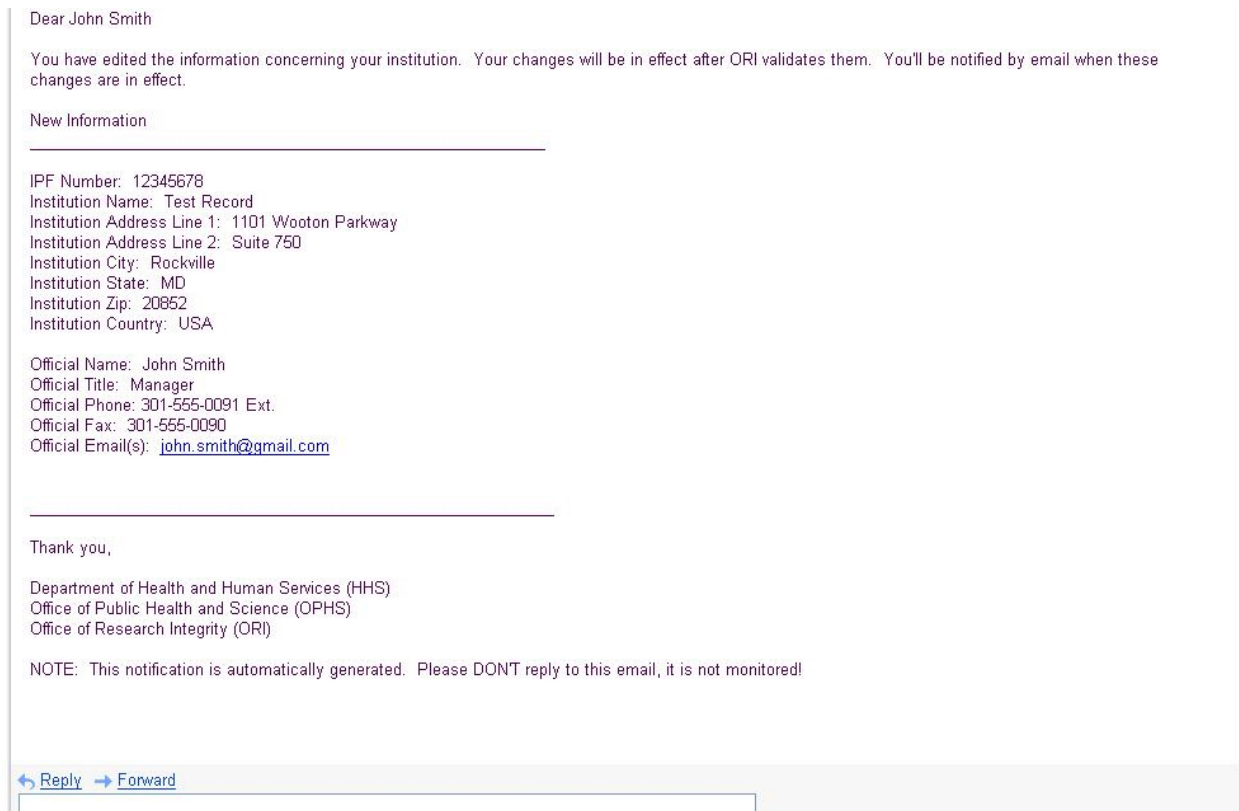 Dear John Smith
You have edited the information concerning your institution. Your changes will be in effect after ORI validates them. You'll be notified by email when these
changes are in effect.
New Information
IPF Number: 12345678
Institution Name: Test Record
Institution Address Line 1: 1101 Wooton Parkway
Institution Address Line 2: Suite 750
Institution City: Rockville
Institution State: MD
Institution Zip: 20852
Institution Country: USA
Official Name: John Smith
Official Title: Manager
Official Phone: 301-555-0091 Ext.
Official Fax: 301-555-0090
Official Email(s): john.smith@gmail.com
Thank you,
Department of Health and Human Services (HHS)
Office of Public Health and Science (OPHS)
Office of Research Integrity (ORI)
NOTE: This notification is automatically generated. Please DON'T reply to this email, it is not monitored!
Reply Forward